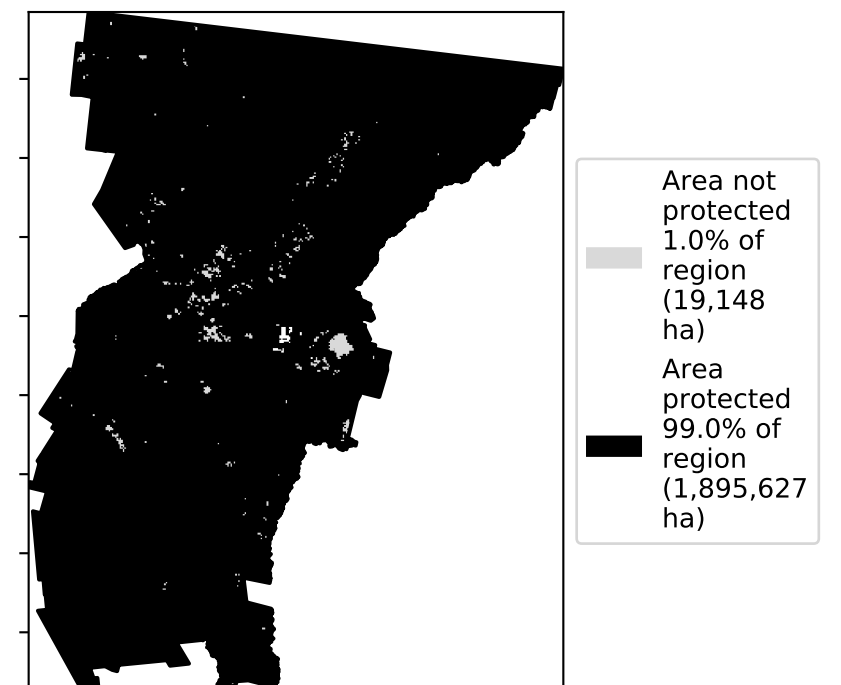 Area not
protected
1.0% of
region
(19,148
ha)
Area
protected
99.0% of
region
(1,895,627
ha)